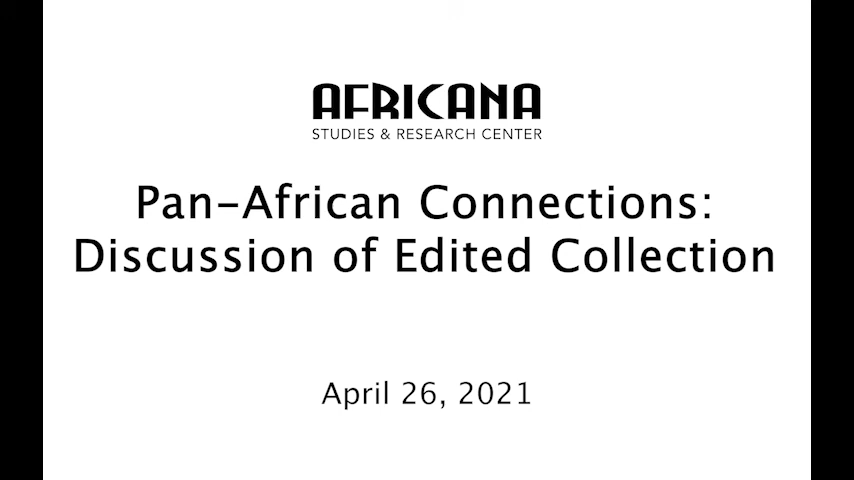 AFRICANA
STUDIES & RESEARCH CENTER
Pan-African Connections:
Discussion of Edited Collection
April 26, 2021